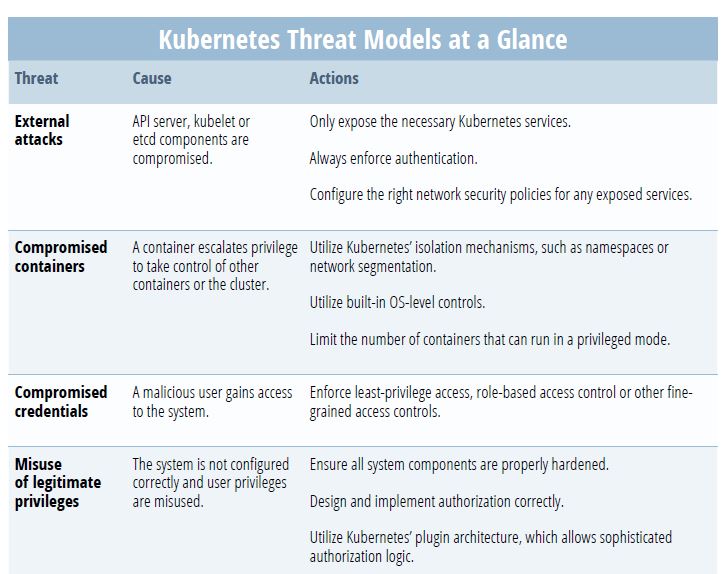 Kubernetes Threat Models at a Glance
Threat Cause Actions
External
attacks
API server, kubelet or
etcd components are
compromised.
Only expose the necessary Kubernetes services.
Always enforce authentication.
Configure the right network security policies for any exposed services.
Compromised
containers
A container escalates privilege
to take control of other
containers or the cluster.
Utilize Kubernetes’ isolation mechanisms, such as namespaces or
network segmentation.
Utilize built-in OS-level controls.
Limit the number of containers that can run in a privileged mode.
Compromised
credentials
A malicious user gains access
to the system.
Enforce least-privilege access, role-based access control or other fine-
grained access controls.
Misuse
of legitimate
privileges
The system is not configured
correctly and user privileges
are misused.
Ensure all system components are properly hardened.
Design and implement authorization correctly.
Utilize Kubernetes’ plugin architecture, which allows sophisticated
authorization logic.